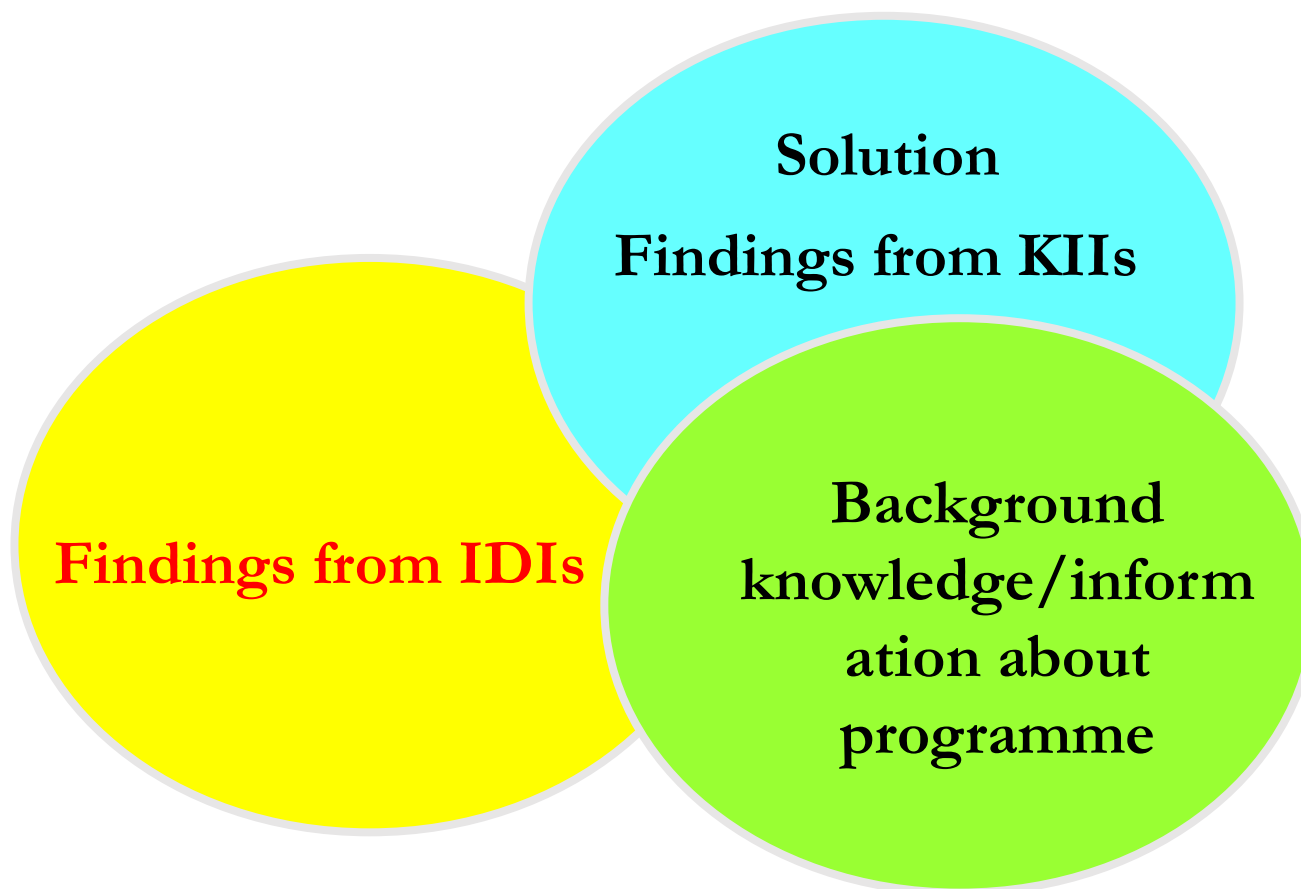 Solution
Findings from KIIs
Findings from IDIs
Background
knowledge/inform
ation about
programme